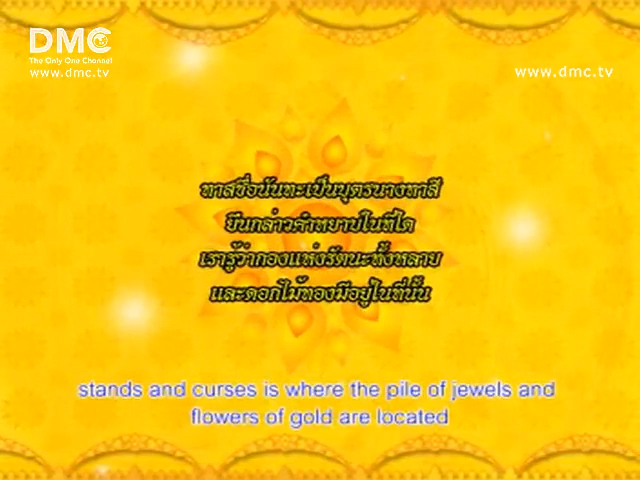 DMC
The Only One Channel
www.dmc.tv
www.dmc.tv
ทาสชื่อนันทะเป็นบุตรนางทาสี
ยืนกล่าวคำหยาบในที่ใด
เรารู้ว่ากองแห่งรัตนะทั้งหลาย
และดอกไม้ทองมีอยู่ในที่นั้น
stands and curses is where the pile of jewels and
flowers of gold are located